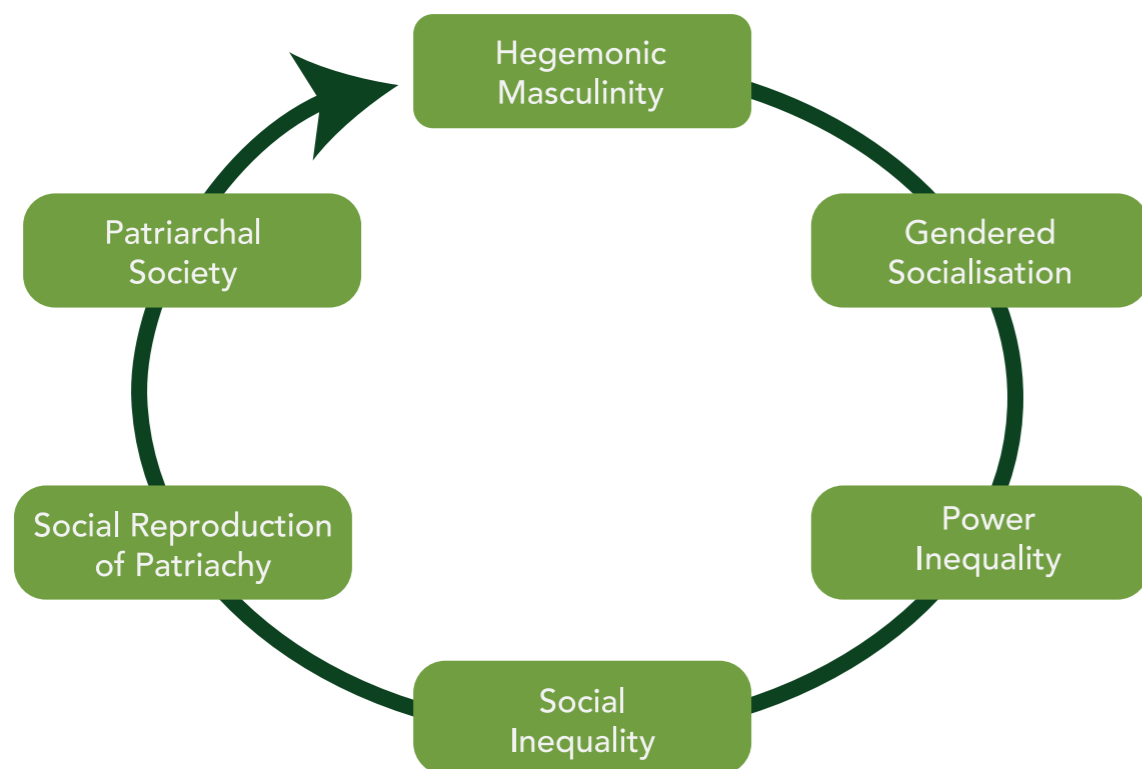 Hegemonic
Masculinity
Gendered
Socialisation
Power
Inequality
Social
Inequality
Social Reproduction
of Patriachy
Patriarchal
Society